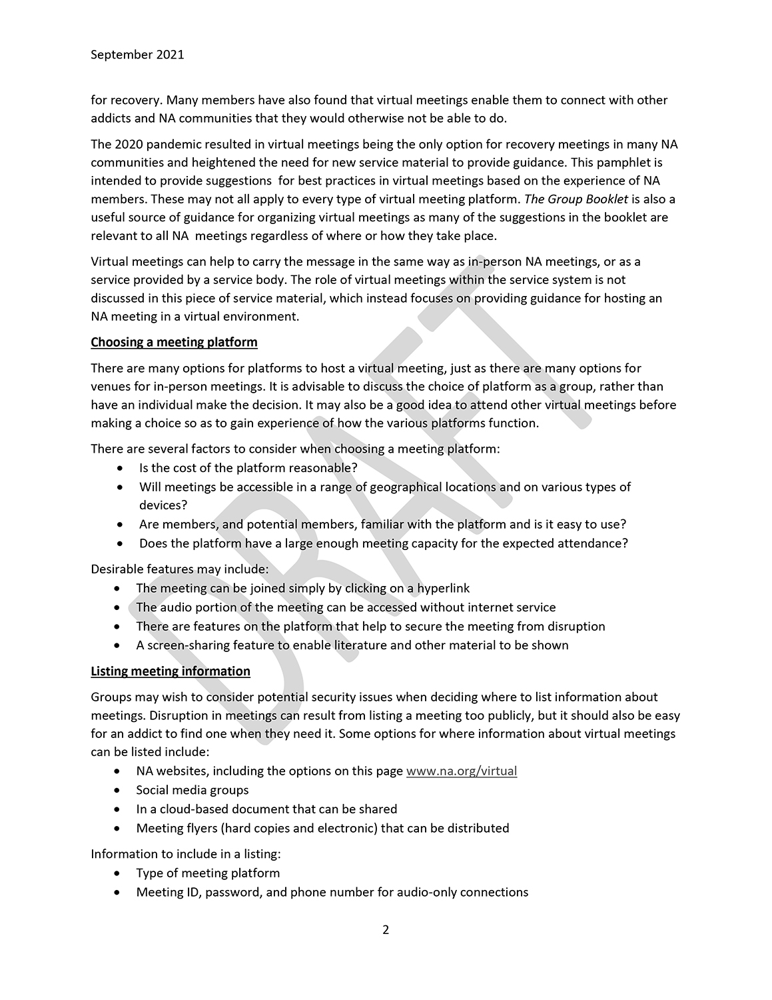 September 2021
for recovery. Many members have also found that virtual meetings enable them to connect with other
addicts and NA communities that they would otherwise not be able to do.
The 2020 pandemic resulted in virtual meetings being the only option for recovery meetings in many NA
communities and heightened the need for new service material to provide guidance. This pamphlet is
intended to provide suggestions  for best practices in virtual meetings based on the experience of NA
members. These may not all apply to every type of virtual meeting platform. The Group Booklet is also a
useful source of guidance for organizing virtual meetings as many of the suggestions in the booklet are
relevant to all NA  meetings regardless of where or how they take place.
Virtual meetings can help to carry the message in the same way as in-person NA meetings, or as a
service provided by a service body. The role of virtual meetings within the service system is not
discussed in this piece of service material, which instead focuses on providing guidance for hosting an
NA meeting in a virtual environment.
Choosing a meeting platform
There are many options for platforms to host a virtual meeting, just as there are many options for
venues for in-person meetings. It is advisable to discuss the choice of platform as a group, rather than
have an individual make the decision. It may also be a good idea to attend other virtual meetings before
making a choice so as to gain experience of how the various platforms function.
There are several factors to consider when choosing a meeting platform:
• Is the cost of the platform reasonable?
• Will meetings be accessible in a range of geographical locations and on various types of
devices?
• Are members, and potential members, familiar with the platform and is it easy to use?
• Does the platform have a large enough meeting capacity for the expected attendance?
Desirable features may include:
• The meeting can be joined simply by clicking on a hyperlink
• The audio portion of the meeting can be accessed without internet service
• There are features on the platform that help to secure the meeting from disruption
• A screen-sharing feature to enable literature and other material to be shown
Listing meeting information
Groups may wish to consider potential security issues when deciding where to list information about
meetings. Disruption in meetings can result from listing a meeting too publicly, but it should also be easy
for an addict to find one when they need it. Some options for where information about virtual meetings
can be listed include:
• NA websites, including the options on this page www.na.org/virtual
• Social media groups
• In a cloud-based document that can be shared
• Meeting flyers (hard copies and electronic) that can be distributed
Information to include in a listing:
• Type of meeting platform
• Meeting ID, password, and phone number for audio-only connections
2
DRAFT